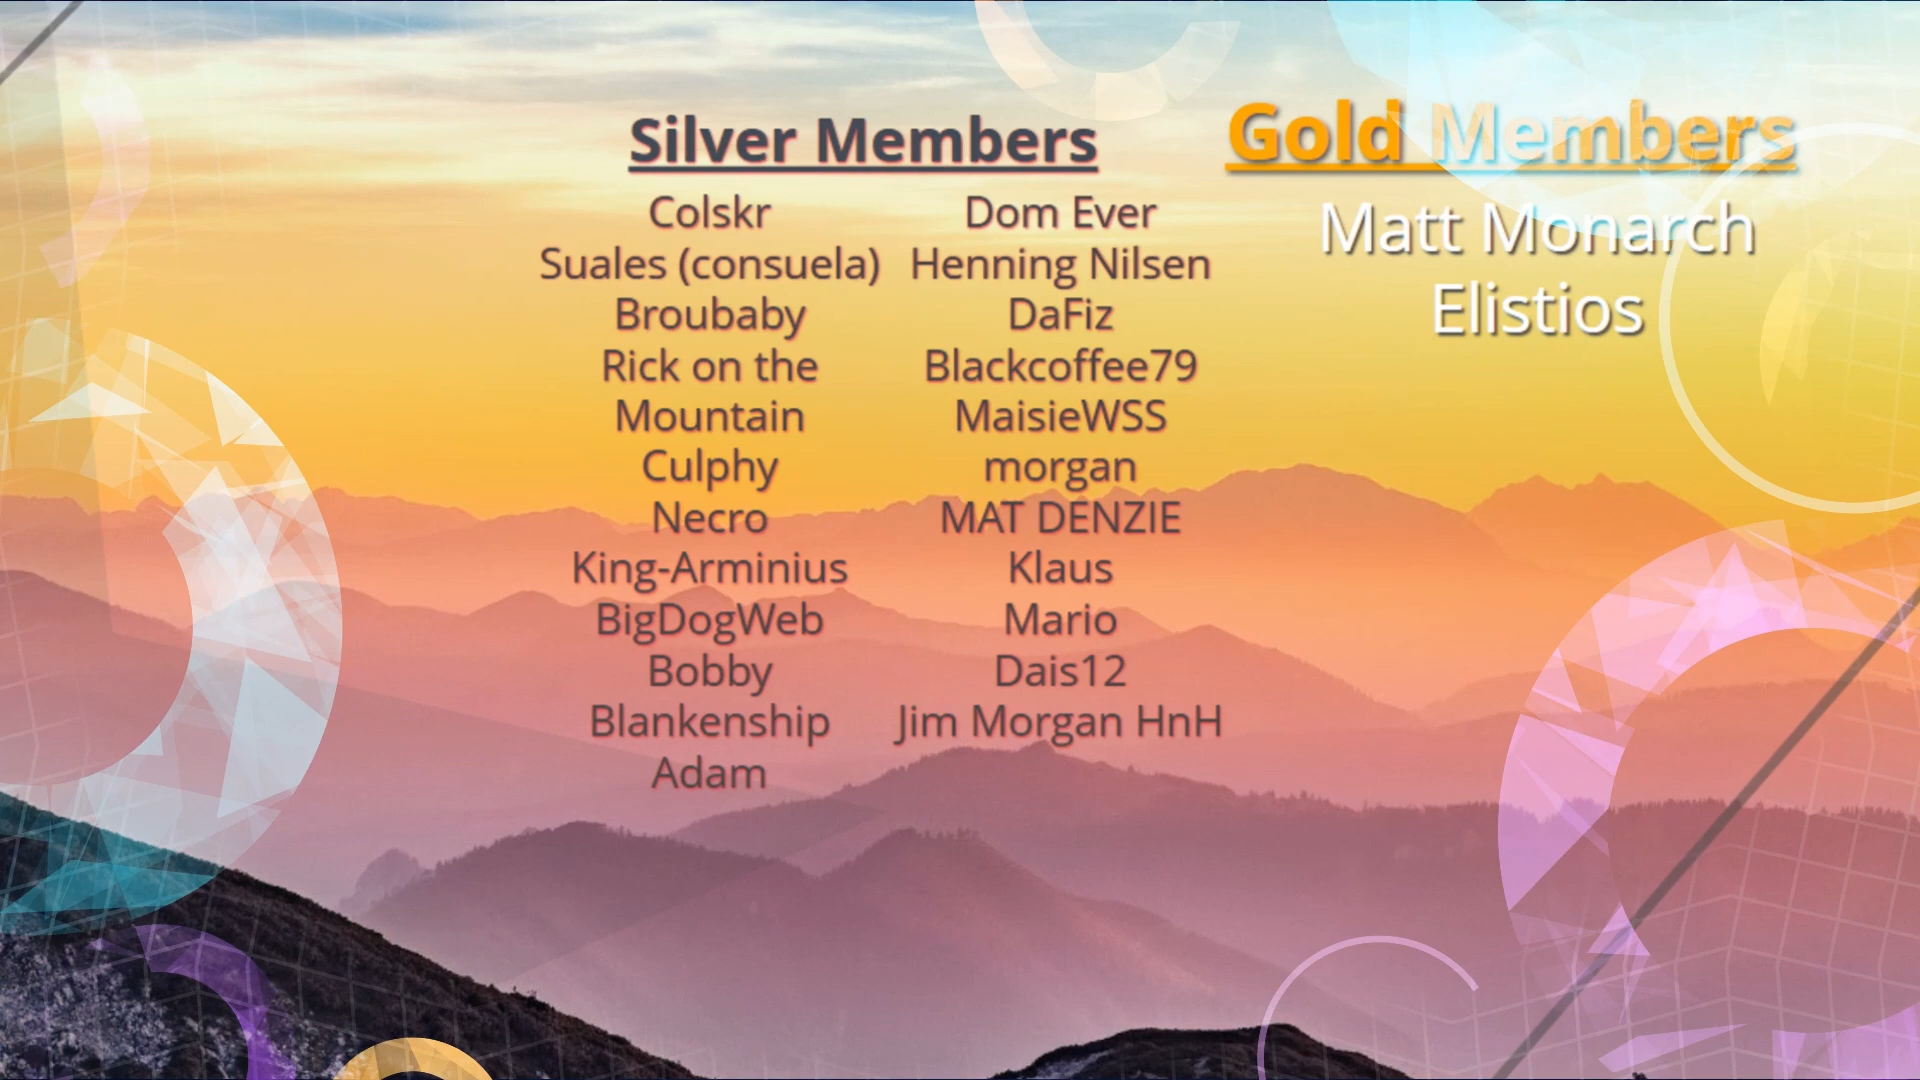 Silver Members
Colskr
Suales (consuela)
Broubaby
Rick on the
Mountain
Culphy
Necro
King-Arminius
BigDogWeb
Bobby
Blankenship
Adam
Dom Ever
Henning Nilsen
DaFiz
Blackcoffee79
MaisieWSS
morgan
MAT DENZIE
Klaus
Mario
Dais12
Jim Morgan HnH
Gold Members
Matt Monarch
Elistios